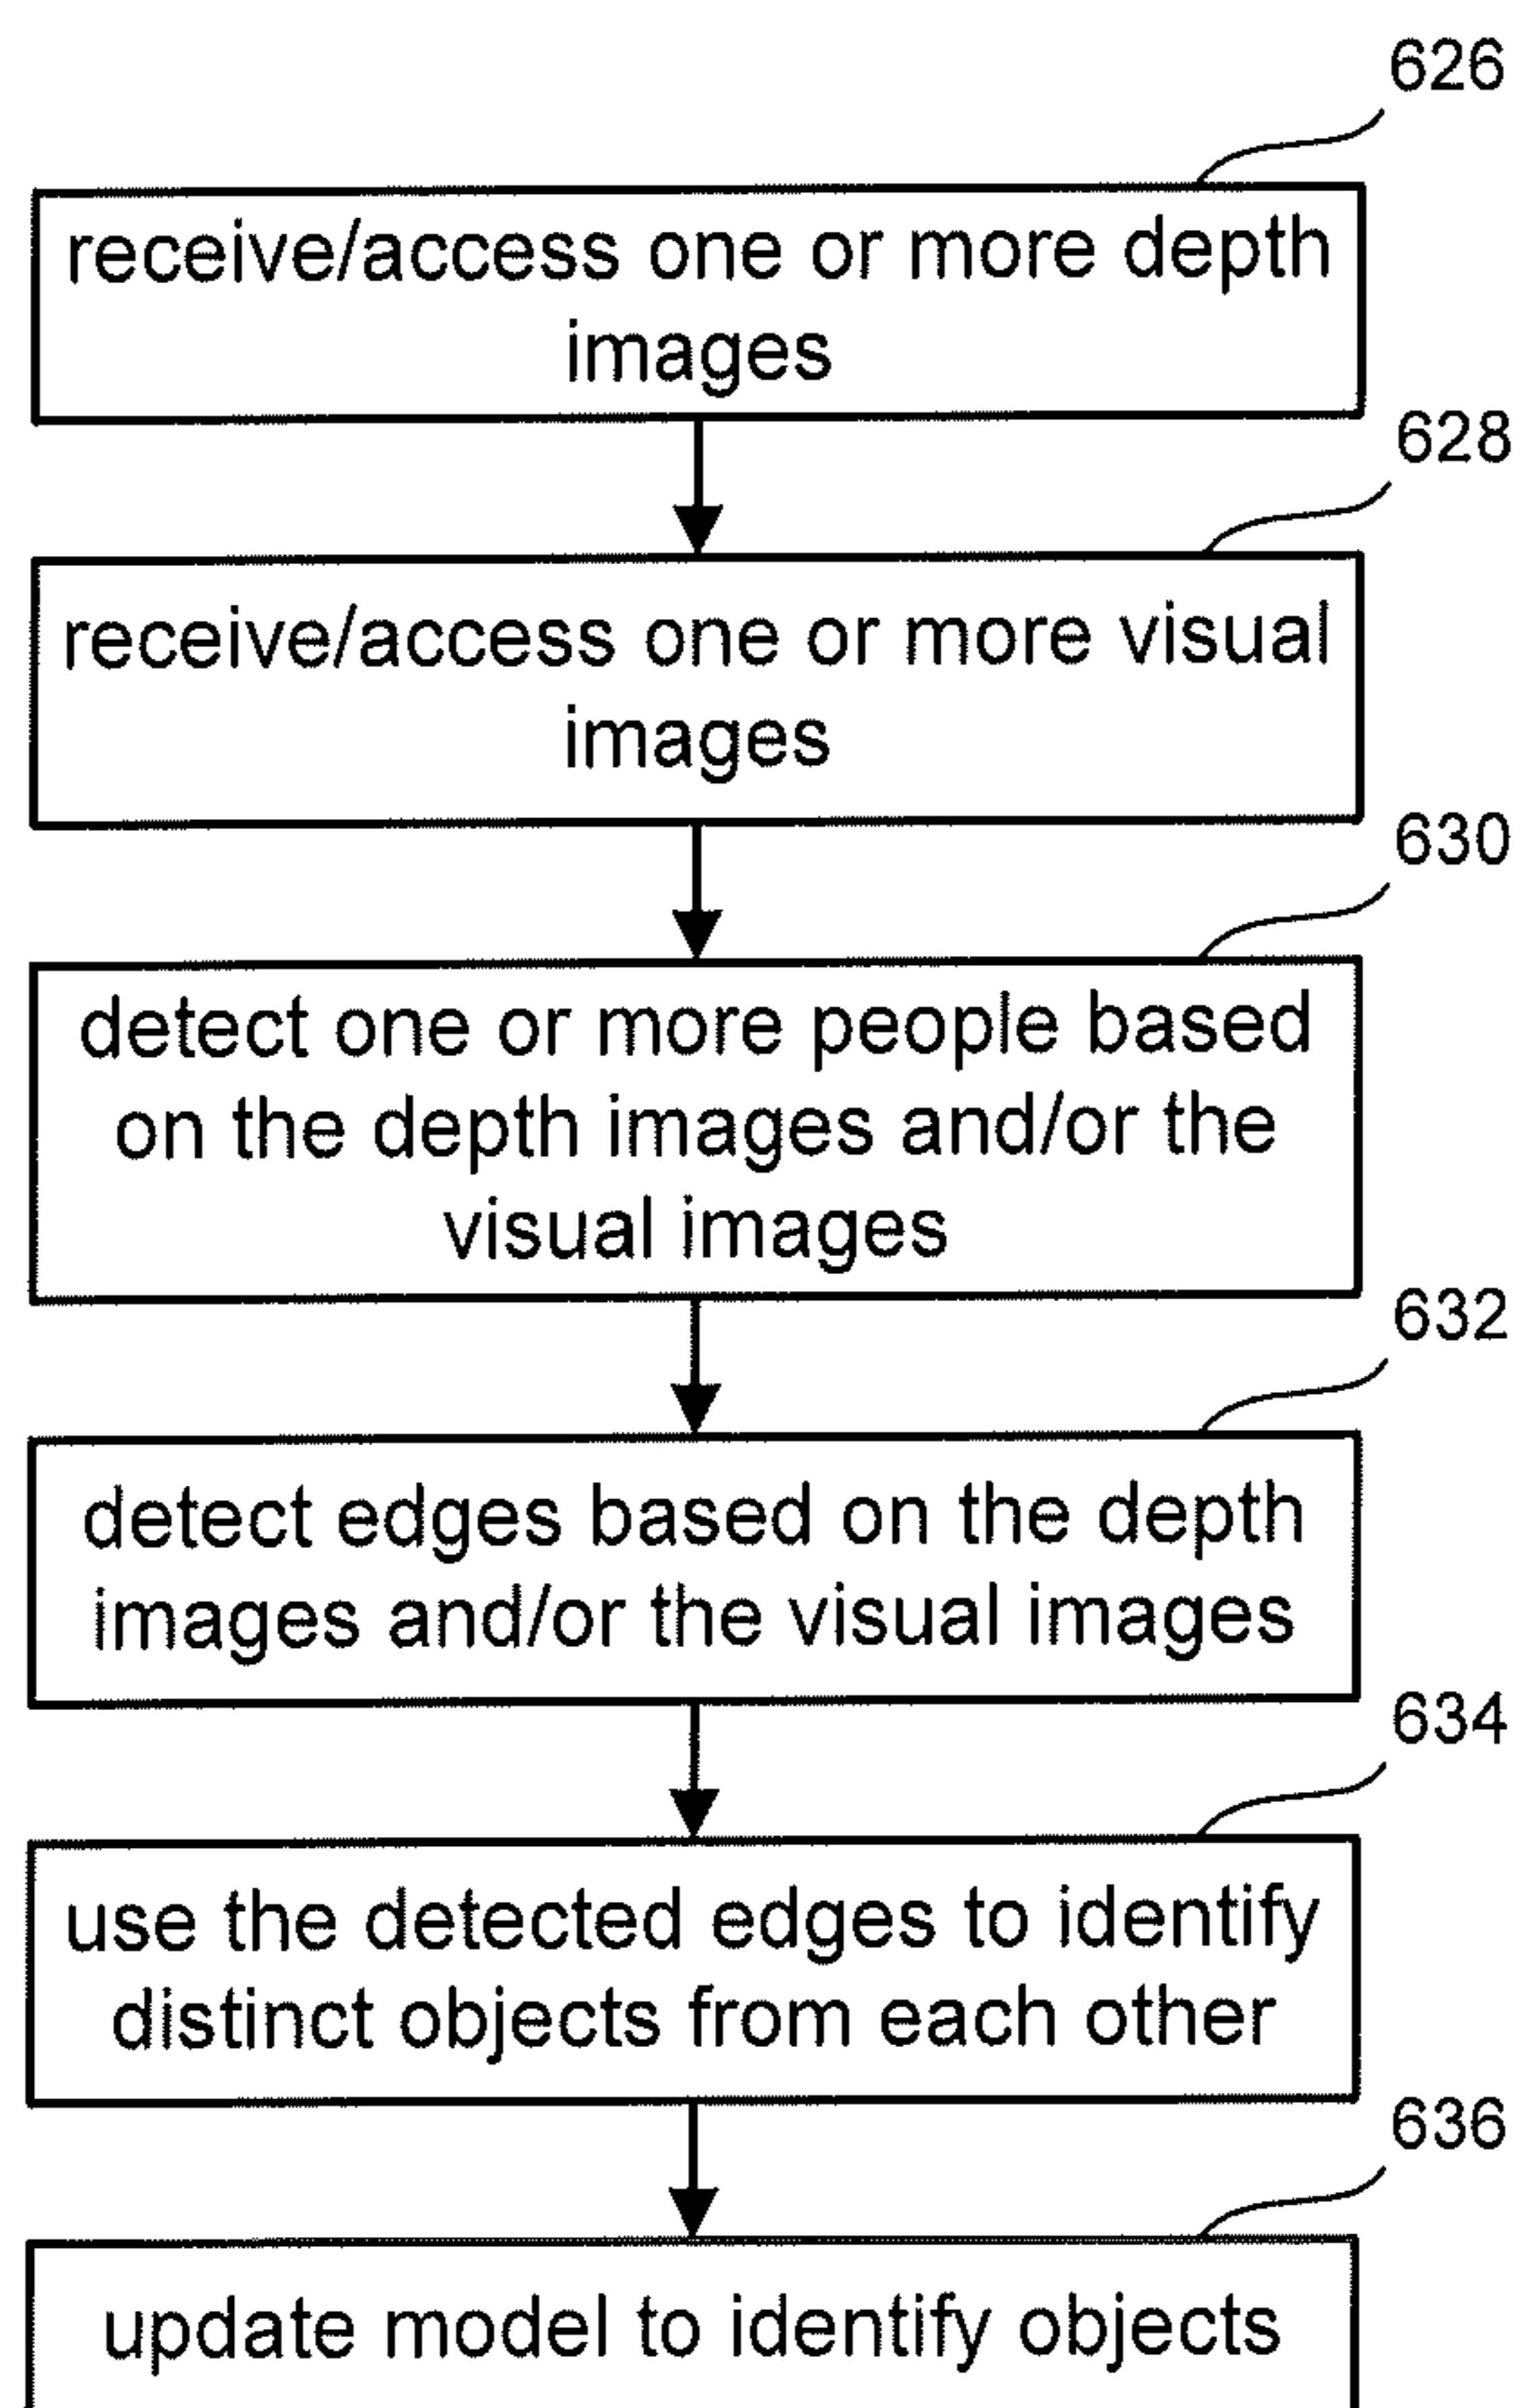 626
receive/access one or more depth
images
628
receive/access one or more visual
images
630
detect one or more people based
on the depth images and/or the
visual images
632
detect edges based on the depth
images and/or the visual images
634
use the detected edges to identify
distinct objects from each other
636
update model to identify objects